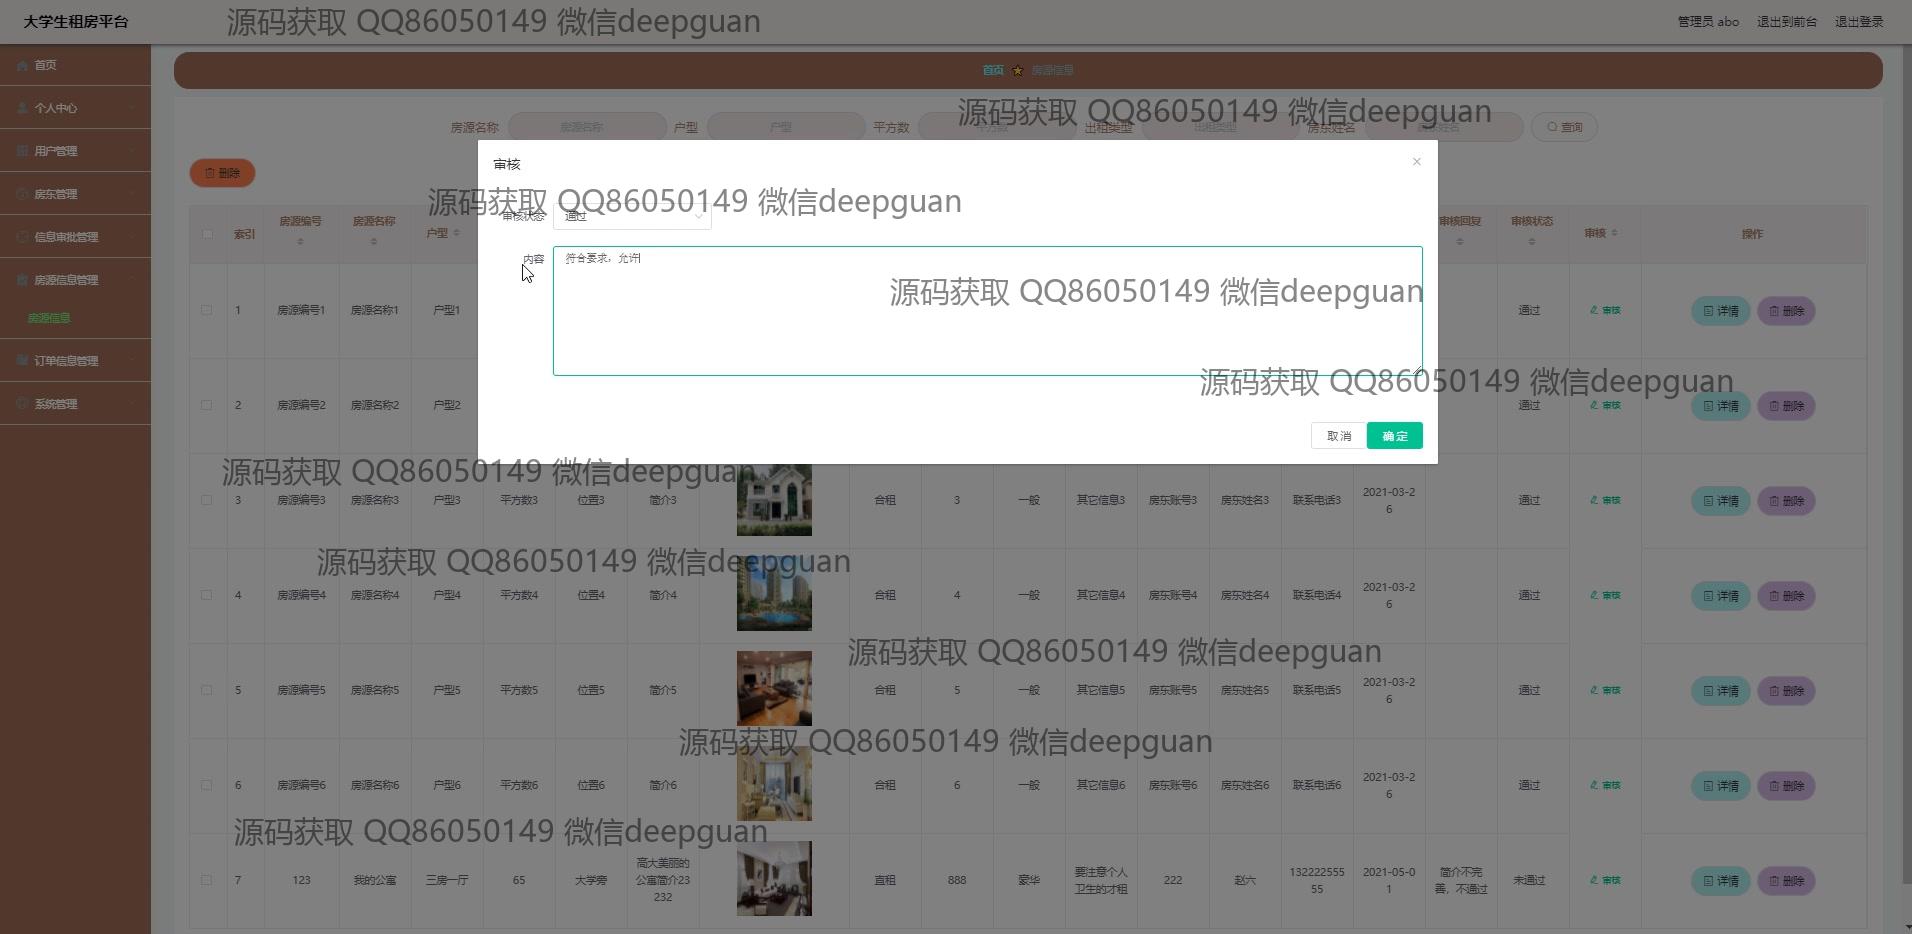 大学生租房平台
源码获取 QQ86050149 微信deepguan
管理员 abo 退出到前台 退出登录
首页
个人中心
用户管理
房东管理
信息审批管理
房源信息管理
房源信息
订单信息管理
系统管理
首页 房源信息
源码获取 QQ86050149 微信deepguan
房源名称 房源名称 户型 户型 平方数 平方数 出租类型 出租类型 房东姓名 房东姓名 查询
删除
审核
源码获取 QQ86050149 微信deepguan
审核状态 通过
内容 符合要求，允许
源码获取 QQ86050149 微信deepguan
源码获取 QQ86050149 微信deepguan
取消 确定
索引 房源编号 房源名称 户型 审核回复 审核状态 审核 操作
1 房源编号1 房源名称1 户型1 通过 审核 详情 删除
2 房源编号2 房源名称2 户型2 通过 审核 详情 删除
源码获取 QQ86050149 微信deepguan
3 房源编号3 房源名称3 户型3 平方数3 位置3 简介3 合租 3 一般 其它信息3 房东账号3 房东姓名3 联系电话3 2021-03-2
6 通过 审核 详情 删除
源码获取 QQ86050149 微信deepguan
4 房源编号4 房源名称4 户型4 平方数4 位置4 简介4 合租 4 一般 其它信息4 房东账号4 房东姓名4 联系电话4 2021-03-2
6 通过 审核 详情 删除
源码获取 QQ86050149 微信deepguan
5 房源编号5 房源名称5 户型5 平方数5 位置5 简介5 合租 5 一般 其它信息5 房东账号5 房东姓名5 联系电话5 2021-03-2
6 通过 审核 详情 删除
源码获取 QQ86050149 微信deepguan
6 房源编号6 房源名称6 户型6 平方数6 位置6 简介6 合租 6 一般 其它信息6 房东账号6 房东姓名6 联系电话6 2021-03-2
6 通过 审核 详情 删除
源码获取 QQ86050149 微信deepguan
7 123 我的公寓 三房一厅 65 大学旁 高大美丽的
公寓简介23
232 直租 888 豪华 要注意个人
卫生的才租 222 赵六 132222555
55 2021-05-0
1 简介不完
善，不通过 未通过 审核 详情 删除